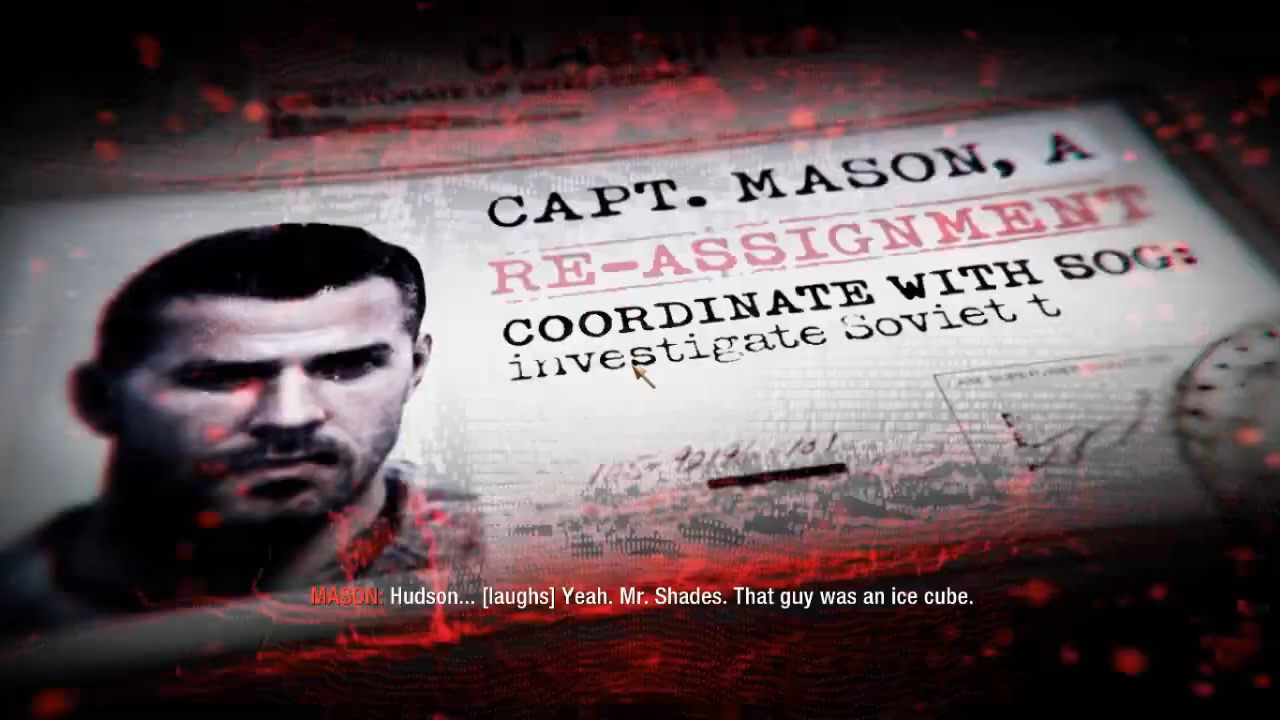 CLASSIFIED
CAPT. MASON, A
RE-ASSIGNMENT
COORDINATE WITH SOG:
investigate Soviet t
MASON: Hudson... [laughs] Yeah. Mr. Shades. That guy was an ice cube.